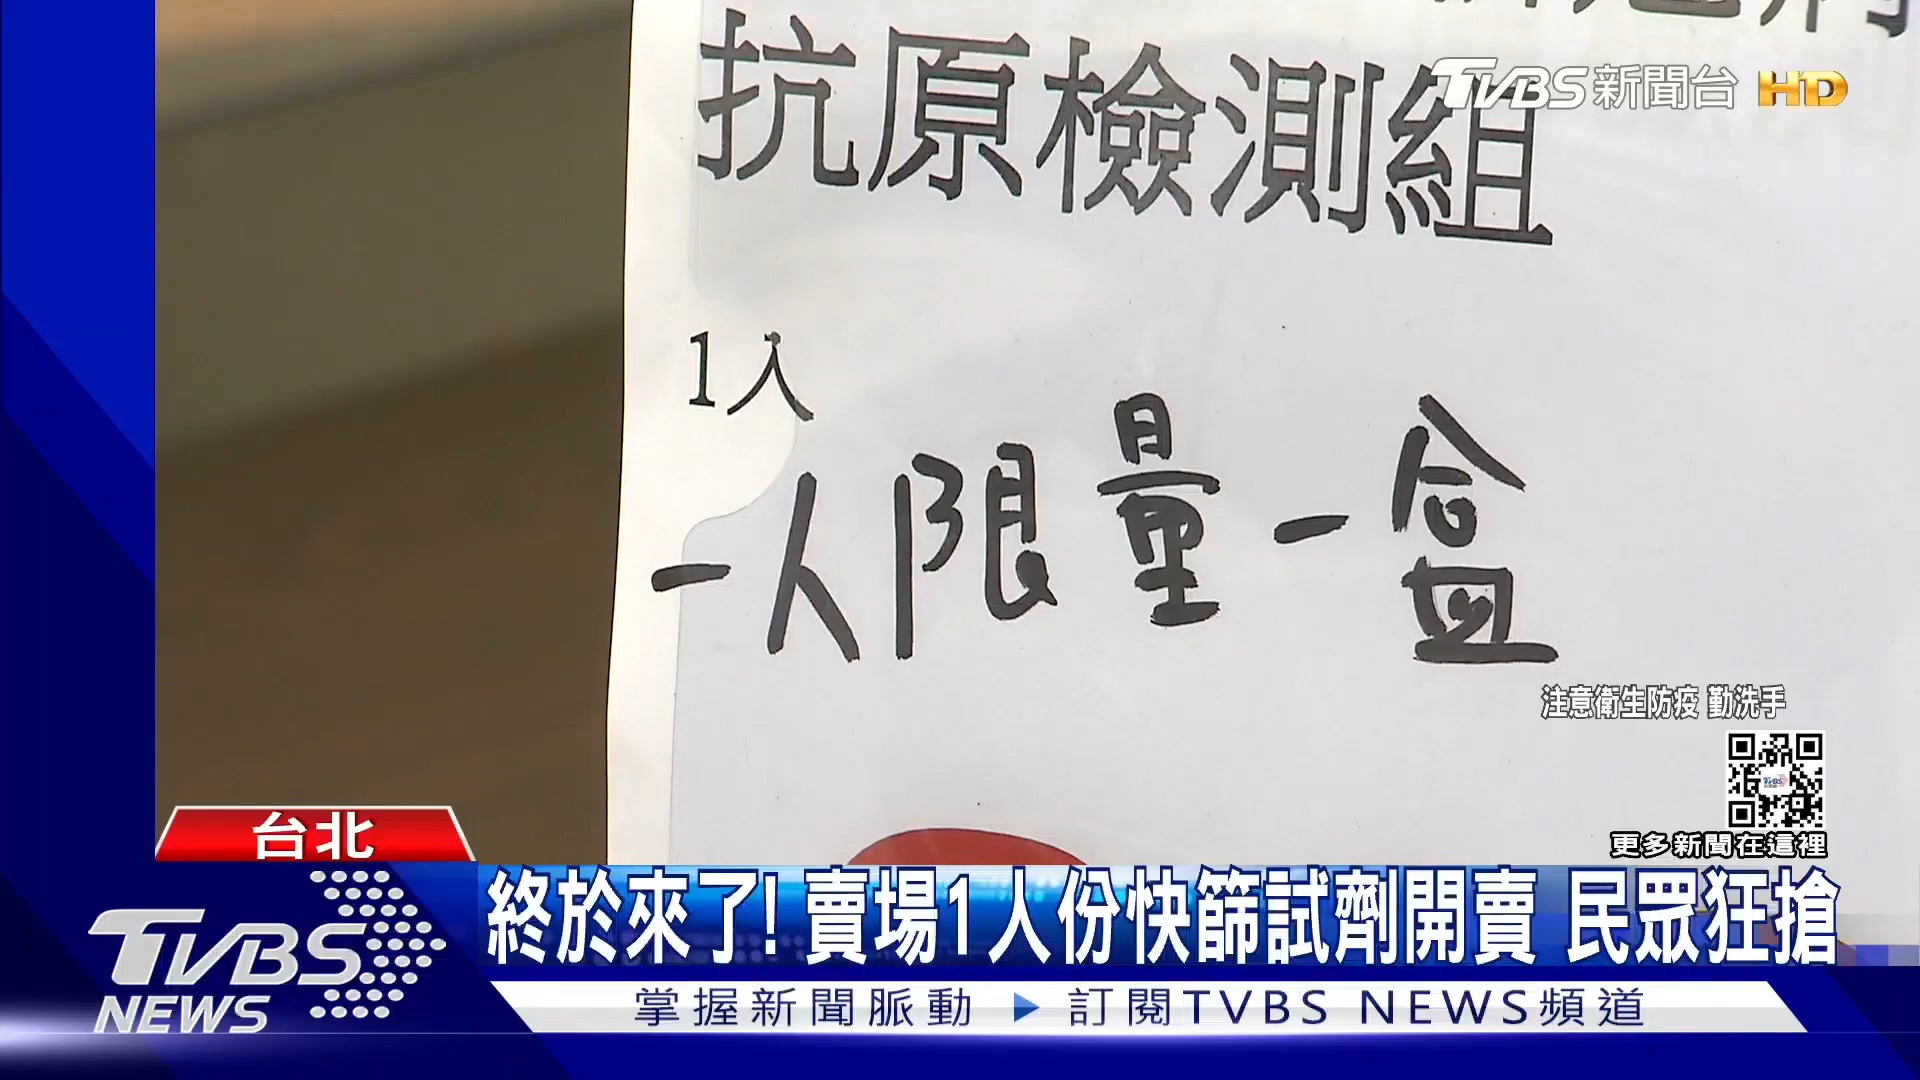 抗原檢測組
TVBS新聞台 HD
1入
一人限量一盒
注意衛生防疫 勤洗手
更多新聞在這裡
台北
終於來了! 賣場1人份快篩試劑開賣 民眾狂搶
TVBS NEWS
掌握新聞脈動 ▶ 訂閱TVBS NEWS頻道